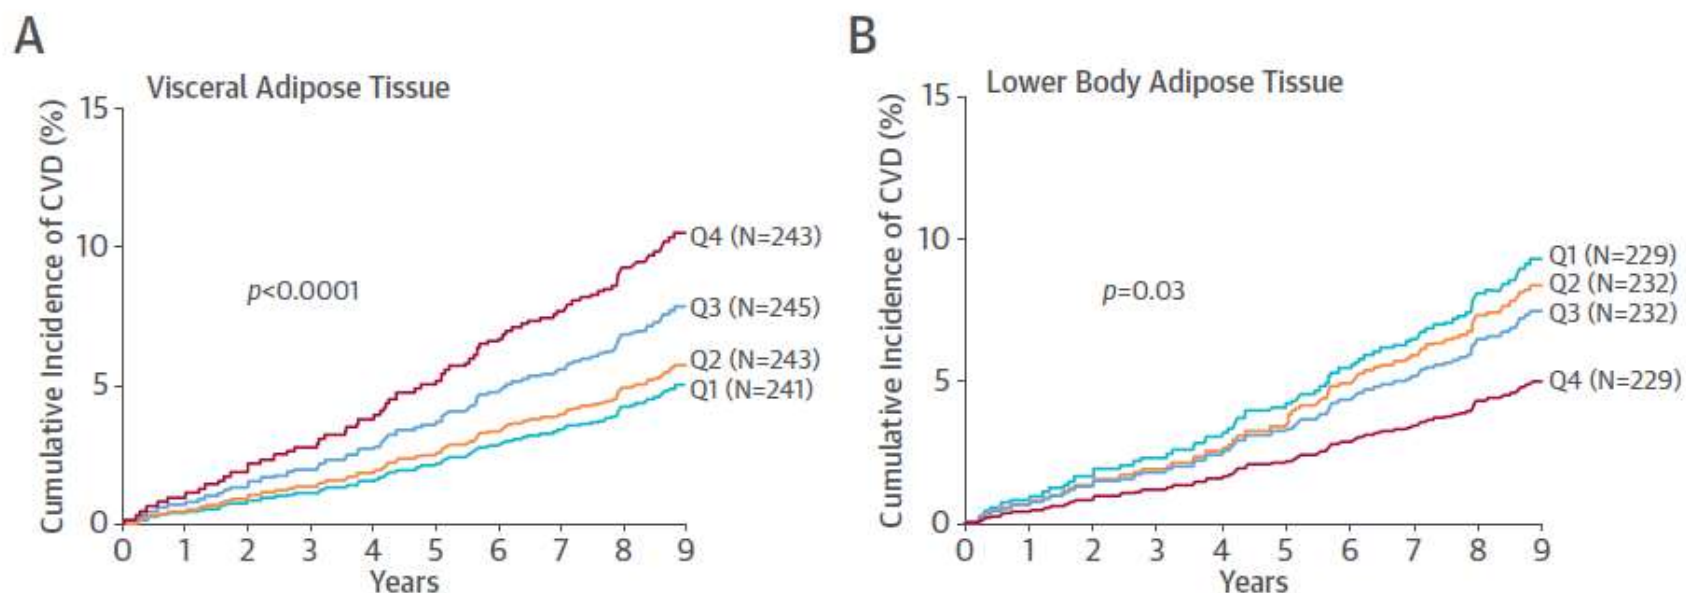 A
Visceral Adipose Tissue
Cumulative Incidence of CVD (%)
15
10
5
0
p<0.0001
Q4 (N=243)
Q3 (N=245)
Q2 (N=243)
Q1 (N=241)
0 1 2 3 4 5 6 7 8 9
Years
B
Lower Body Adipose Tissue
Cumulative Incidence of CVD (%)
15
10
5
0
p=0.03
Q1 (N=229)
Q2 (N=232)
Q3 (N=232)
Q4 (N=229)
0 1 2 3 4 5 6 7 8 9
Years